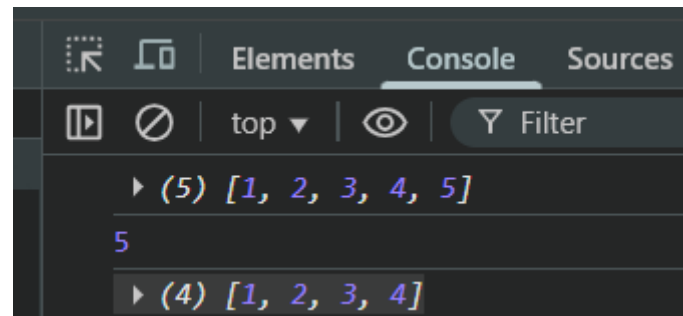 Elements Console Sources
top ▼ Filter
▶ (5) [1, 2, 3, 4, 5]
5
▶ (4) [1, 2, 3, 4]